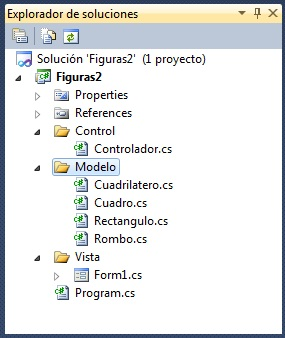 Explorador de soluciones
Solución 'Figuras2' (1 proyecto)
Figuras2
Properties
References
Control
Controlador.cs
Modelo
Cuadrilatero.cs
Cuadro.cs
Rectangulo.cs
Rombo.cs
Vista
Form1.cs
Program.cs